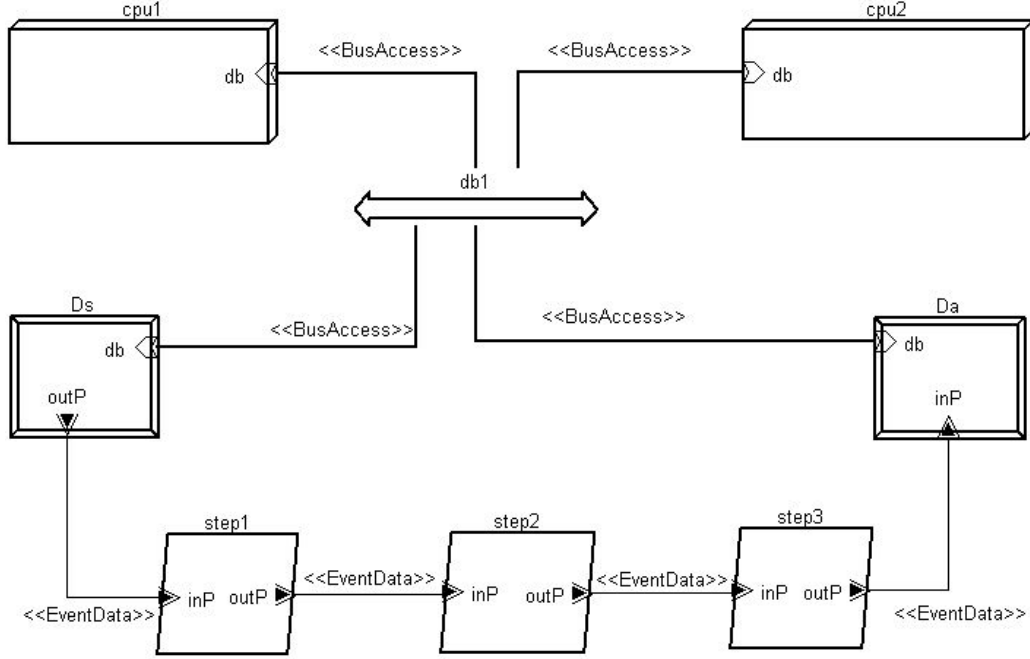 cpu1
cpu2
<<BusAccess>>
<<BusAccess>>
db
db
db1
Ds
Da
<<BusAccess>>
<<BusAccess>>
db
db
outP
inP
step1
step2
step3
<<EventData>>
<<EventData>>
inP
outP
inP
outP
inP
outP
<<EventData>>
<<EventData>>